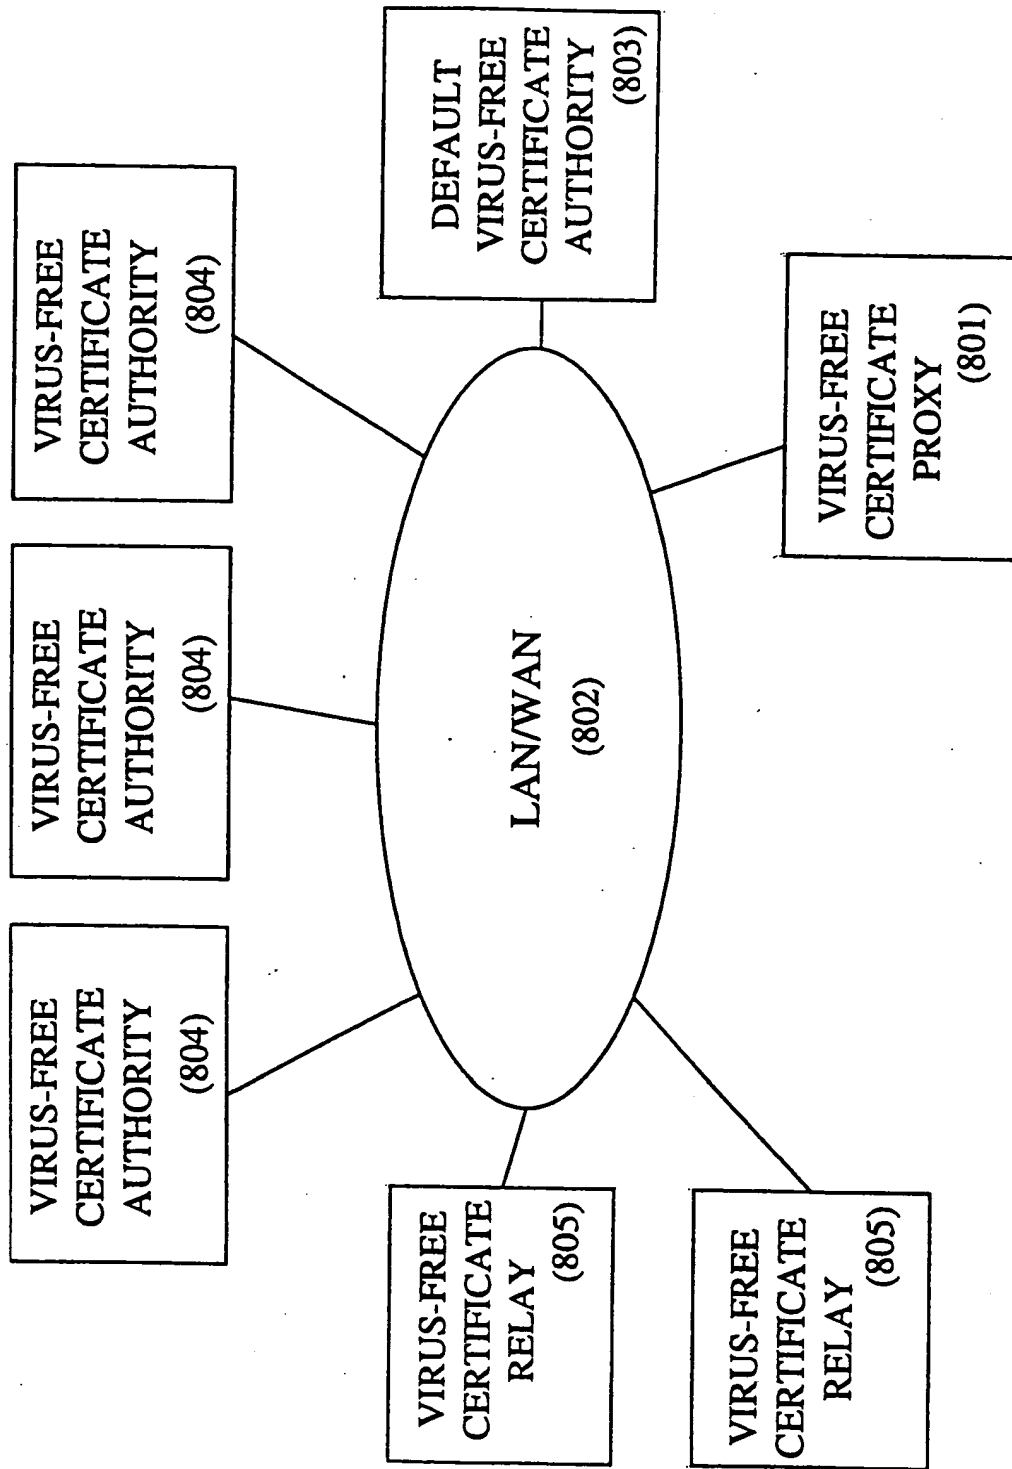 VIRUS-FREE
CERTIFICATE
AUTHORITY
(804)
VIRUS-FREE
CERTIFICATE
AUTHORITY
(804)
VIRUS-FREE
CERTIFICATE
AUTHORITY
(804)
VIRUS-FREE
CERTIFICATE
RELAY
(805)
LAN/WAN
(802)
DEFAULT
VIRUS-FREE
CERTIFICATE
AUTHORITY
(803)
VIRUS-FREE
CERTIFICATE
RELAY
(805)
VIRUS-FREE
CERTIFICATE
PROXY
(801)